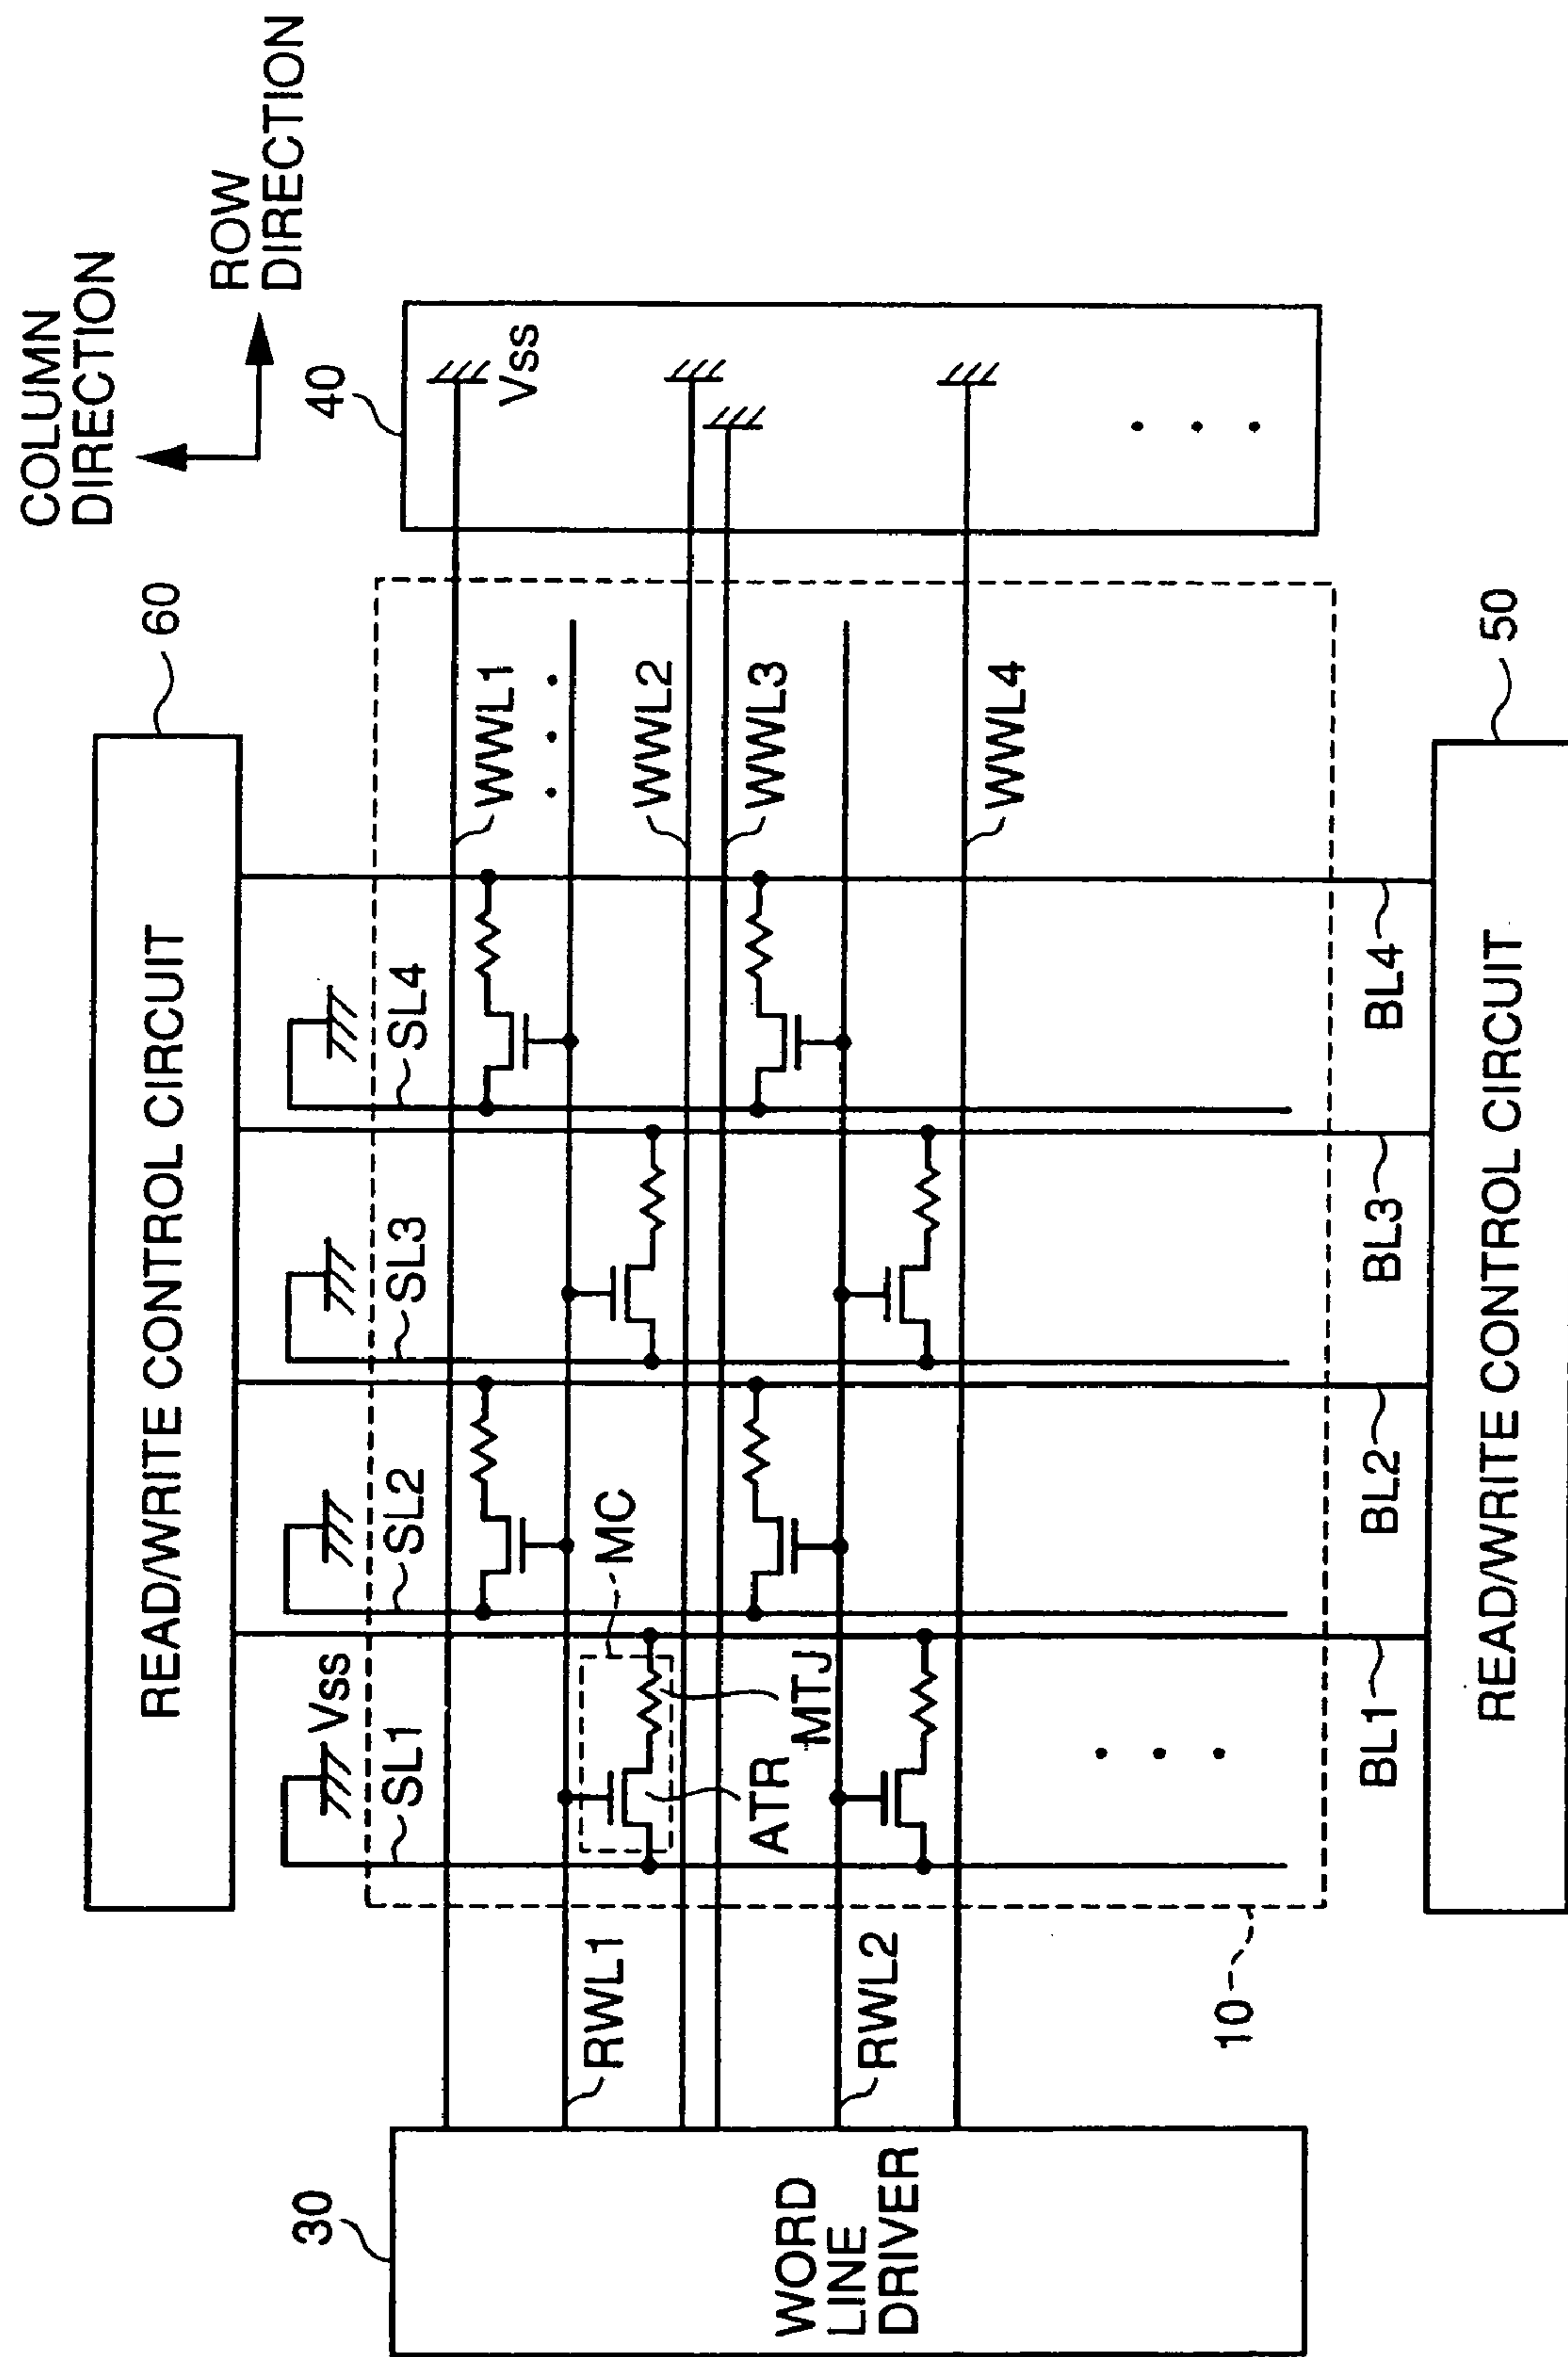 COLUMN
DIRECTION
ROW
DIRECTION
60
READ/WRITE CONTROL CIRCUIT
40
Vss
Vss
SL1
SL2
SL3
SL4
WWL1
30
WORD
LINE
DRIVER
RWL1
MC
WWL2
ATR
MTJ
WWL3
RWL2
WWL4
10
BL1
BL2
BL3
BL4
50
READ/WRITE CONTROL CIRCUIT